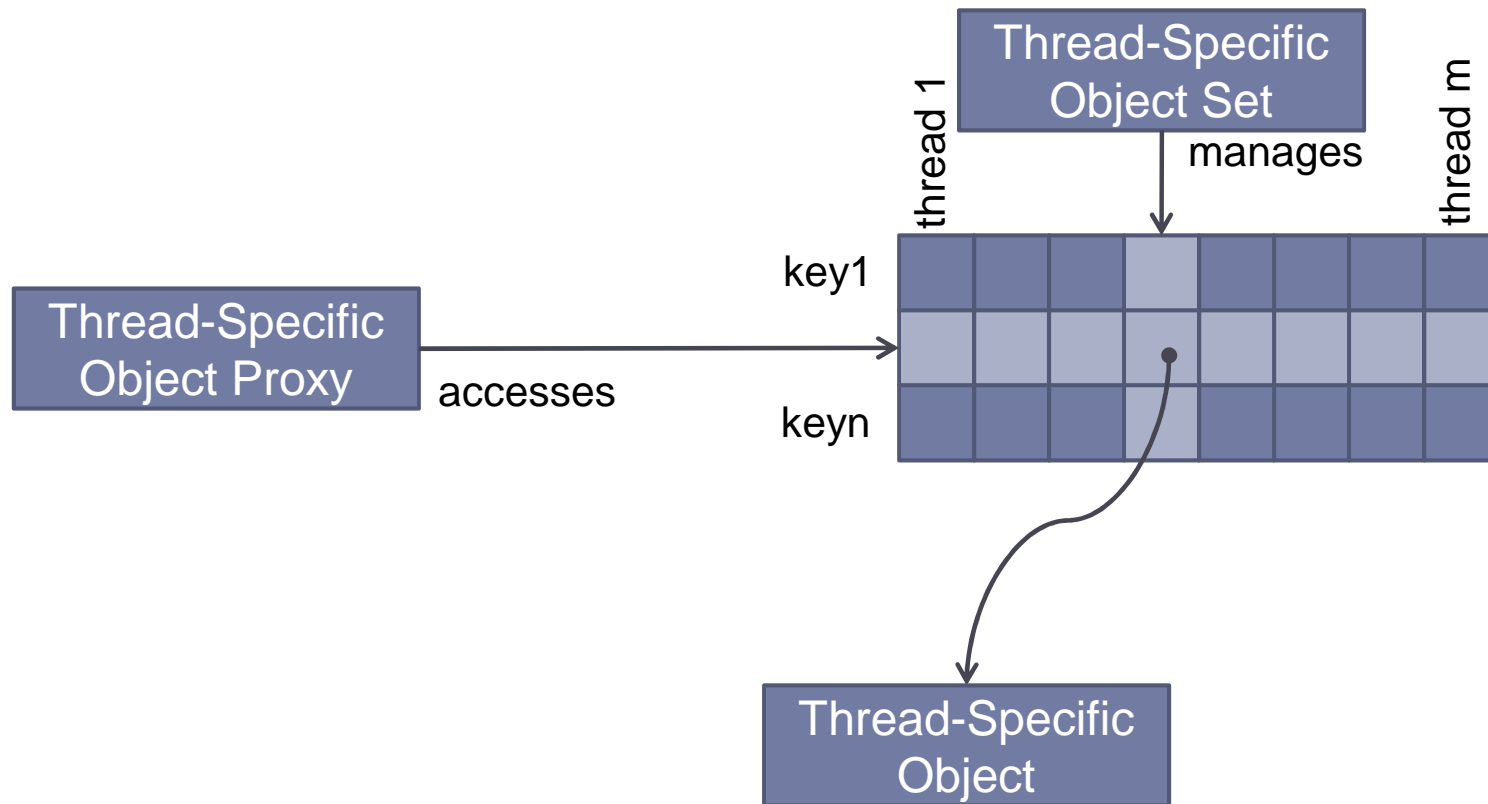 Thread-Specific
Object Set
thread 1
thread m
manages
key1
Thread-Specific
Object Proxy
accesses
keyn
Thread-Specific
Object